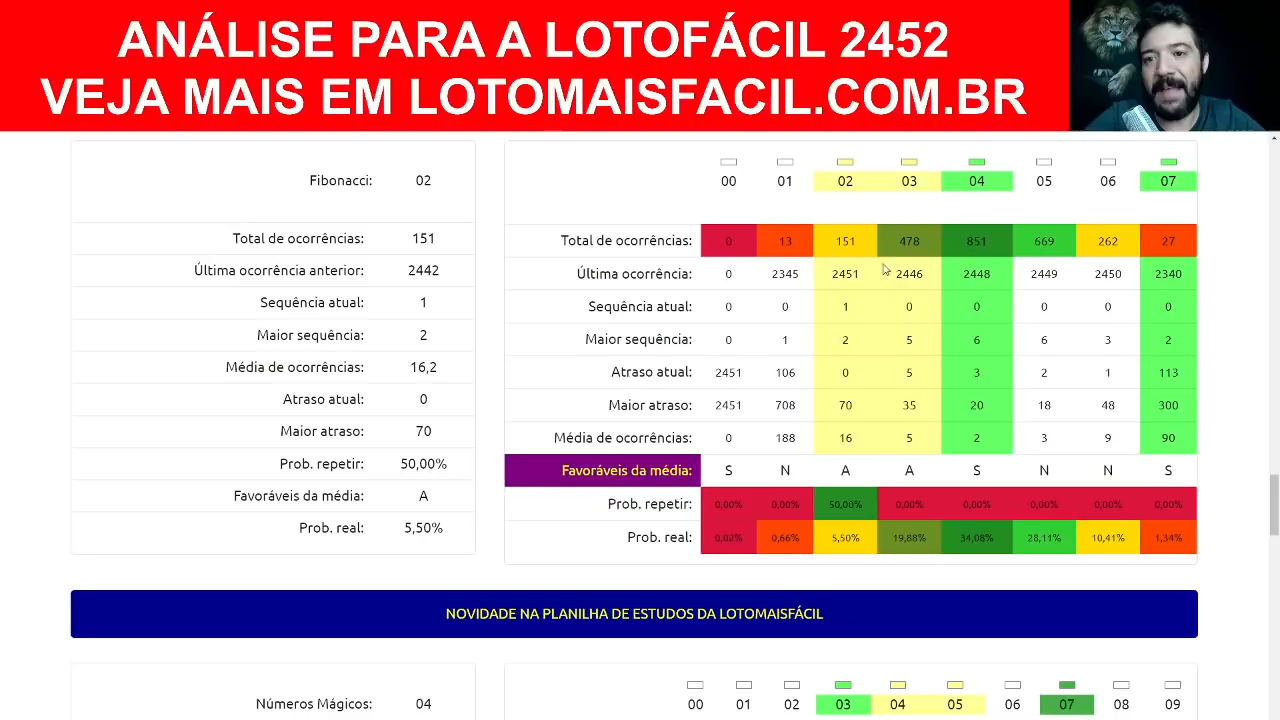 ANÁLISE PARA A LOTOFÁCIL 2452
VEJA MAIS EM LOTOMAISFACIL.COM.BR
Fibonacci: 02
Total de ocorrências: 151
Última ocorrência anterior: 2442
Sequência atual: 1
Maior sequência: 2
Média de ocorrências: 16,2
Atraso atual: 0
Maior atraso: 70
Prob. repetir: 50,00%
Favoráveis da média: A
Prob. real: 5,50%
00 01 02 03 04 05 06 07
Total de ocorrências: 0 13 151 478 851 669 262 27
Última ocorrência: 0 2345 2451 2446 2448 2449 2450 2340
Sequência atual: 0 0 1 0 0 0 0 0
Maior sequência: 0 1 2 5 6 6 3 2
Atraso atual: 2451 106 0 5 3 2 1 113
Maior atraso: 2451 708 70 35 20 18 48 300
Média de ocorrências: 0 188 16 5 2 3 9 90
Favoráveis da média: S N A A S N N S
Prob. repetir: 0,00% 0,00% 50,00% 0,00% 0,00% 0,00% 0,00% 0,00%
Prob. real: 0,02% 0,66% 5,50% 19,88% 34,08% 28,11% 10,41% 1,34%
NOVIDADE NA PLANILHA DE ESTUDOS DA LOTOMAISFÁCIL
Números Mágicos: 04
00 01 02 03 04 05 06 07 08 09